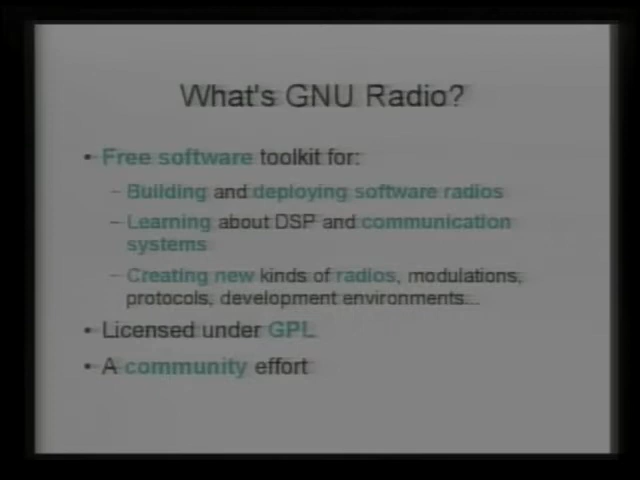 What's GNU Radio?
• Free software toolkit for:
– Building and deploying software radios
– Learning about DSP and communication
systems
– Creating new kinds of radios, modulations,
protocols, development environments...
• Licensed under GPL
• A community effort